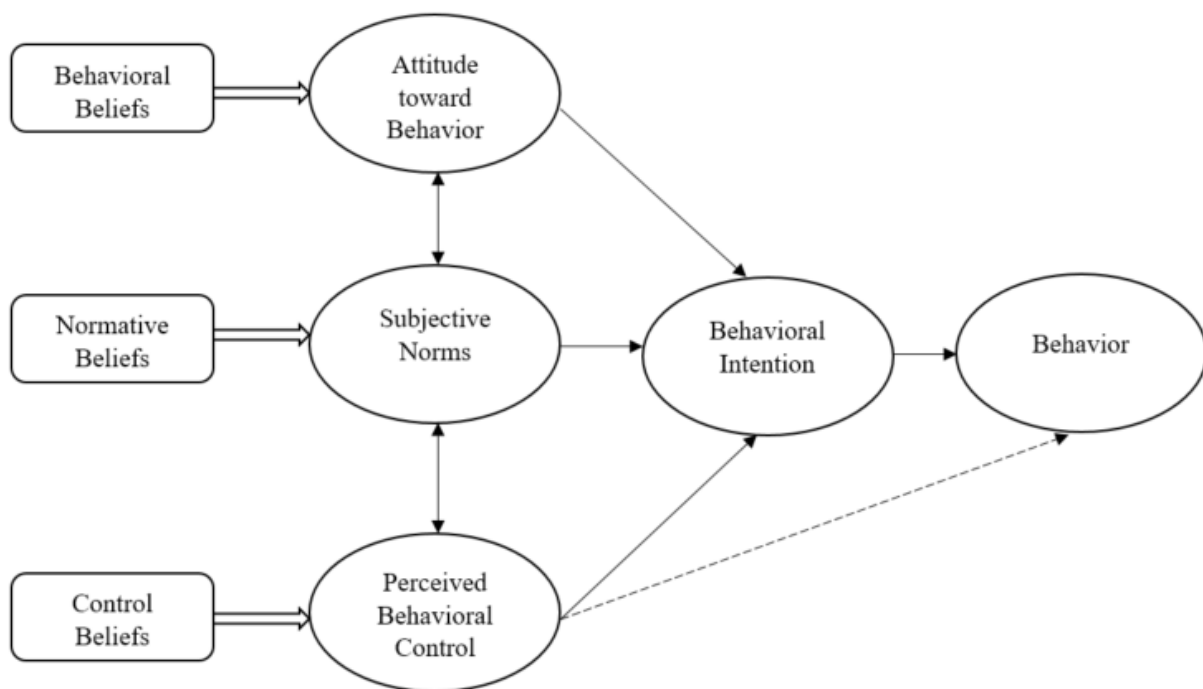 Behavioral
Beliefs
Attitude
toward
Behavior
Normative
Beliefs
Subjective
Norms
Behavioral
Intention
Behavior
Control
Beliefs
Perceived
Behavioral
Control